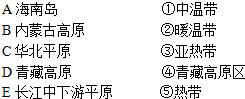 A 海南岛 ①中温带
B 内蒙古高原 ②暖温带
C 华北平原 ③亚热带
D 青藏高原 ④青藏高原区
E 长江中下游平原 ⑤热带